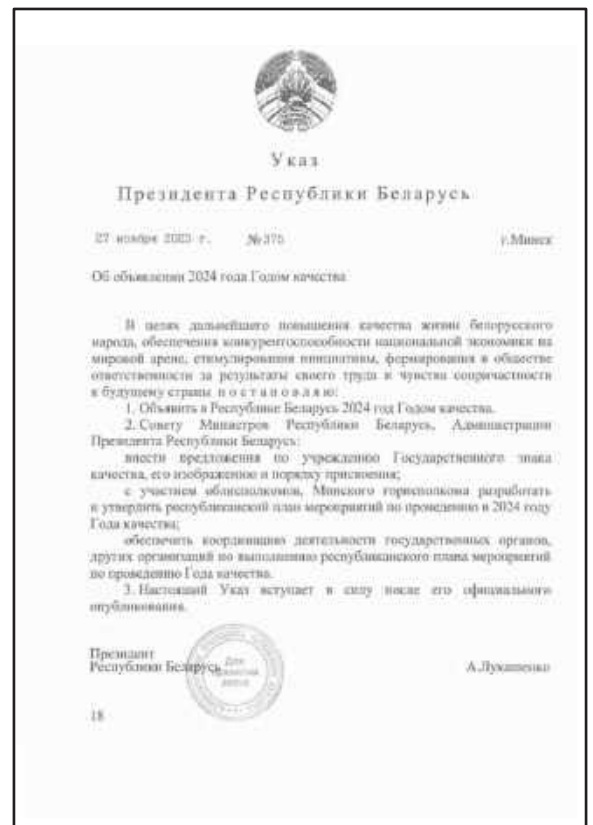 Указ
Президента Республики Беларусь
27 ноября 2023 г. № 375 г.Минск
Об объявлении 2024 года Годом качества
В целях дальнейшего повышения качества жизни белорусского
народа, обеспечения конкурентоспособности национальной экономики на
мировой арене, стимулирования инициативы, формирования в обществе
ответственности за результаты своего труда и чувства сопричастности
к будущему страны п о с т а н о в л я ю:
1. Объявить в Республике Беларусь 2024 год Годом качества.
2. Совету Министров Республики Беларусь, Администрации
Президента Республики Беларусь:
внести предложения по учреждению Государственного знака
качества, его изображению и порядку присвоения;
с участием облисполкомов, Минского горисполкома разработать
и утвердить республиканский план мероприятий по проведению в 2024 году
Года качества;
обеспечить координацию деятельности государственных органов,
других организаций по выполнению республиканского плана мероприятий
по проведению Года качества.
3. Настоящий Указ вступает в силу после его официального
опубликования.
Президент
Республики Беларусь А.Лукашенко
Для
18